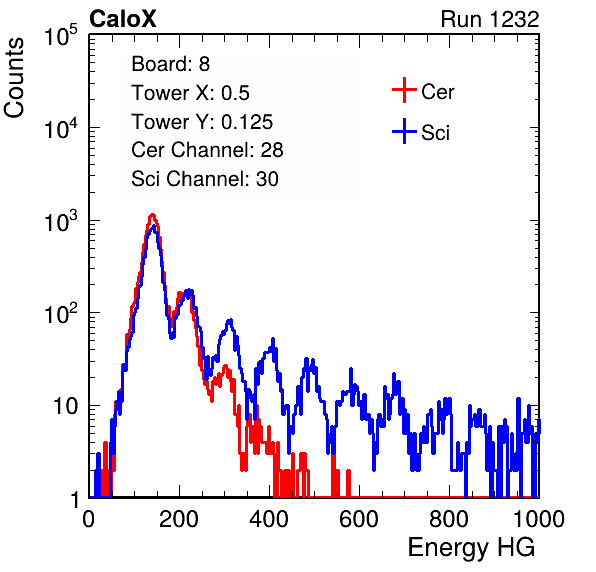 CaloX Run 1232
Counts
10^5
10^4
10^3
10^2
10
1
Board: 8
Tower X: 0.5
Tower Y: 0.125
Cer Channel: 28
Sci Channel: 30
Cer
Sci
0 200 400 600 800 1000
Energy HG